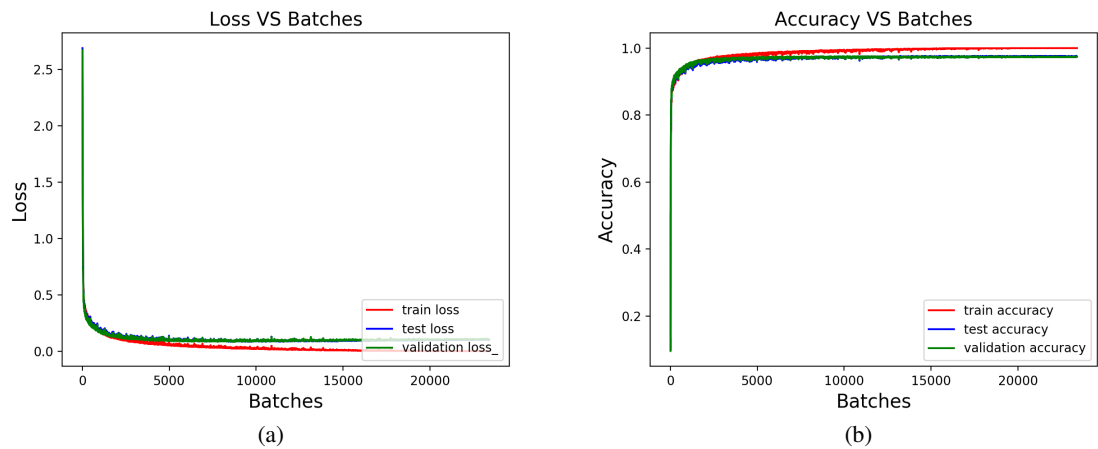 Loss VS Batches
2.5
2.0
1.5
1.0
0.5
0.0
Loss
train loss
test loss
validation loss_
0
5000
10000
15000
20000
Batches
(a)
Accuracy VS Batches
1.0
0.8
0.6
0.4
0.2
Accuracy
train accuracy
test accuracy
validation accuracy
0
5000
10000
15000
20000
Batches
(b)